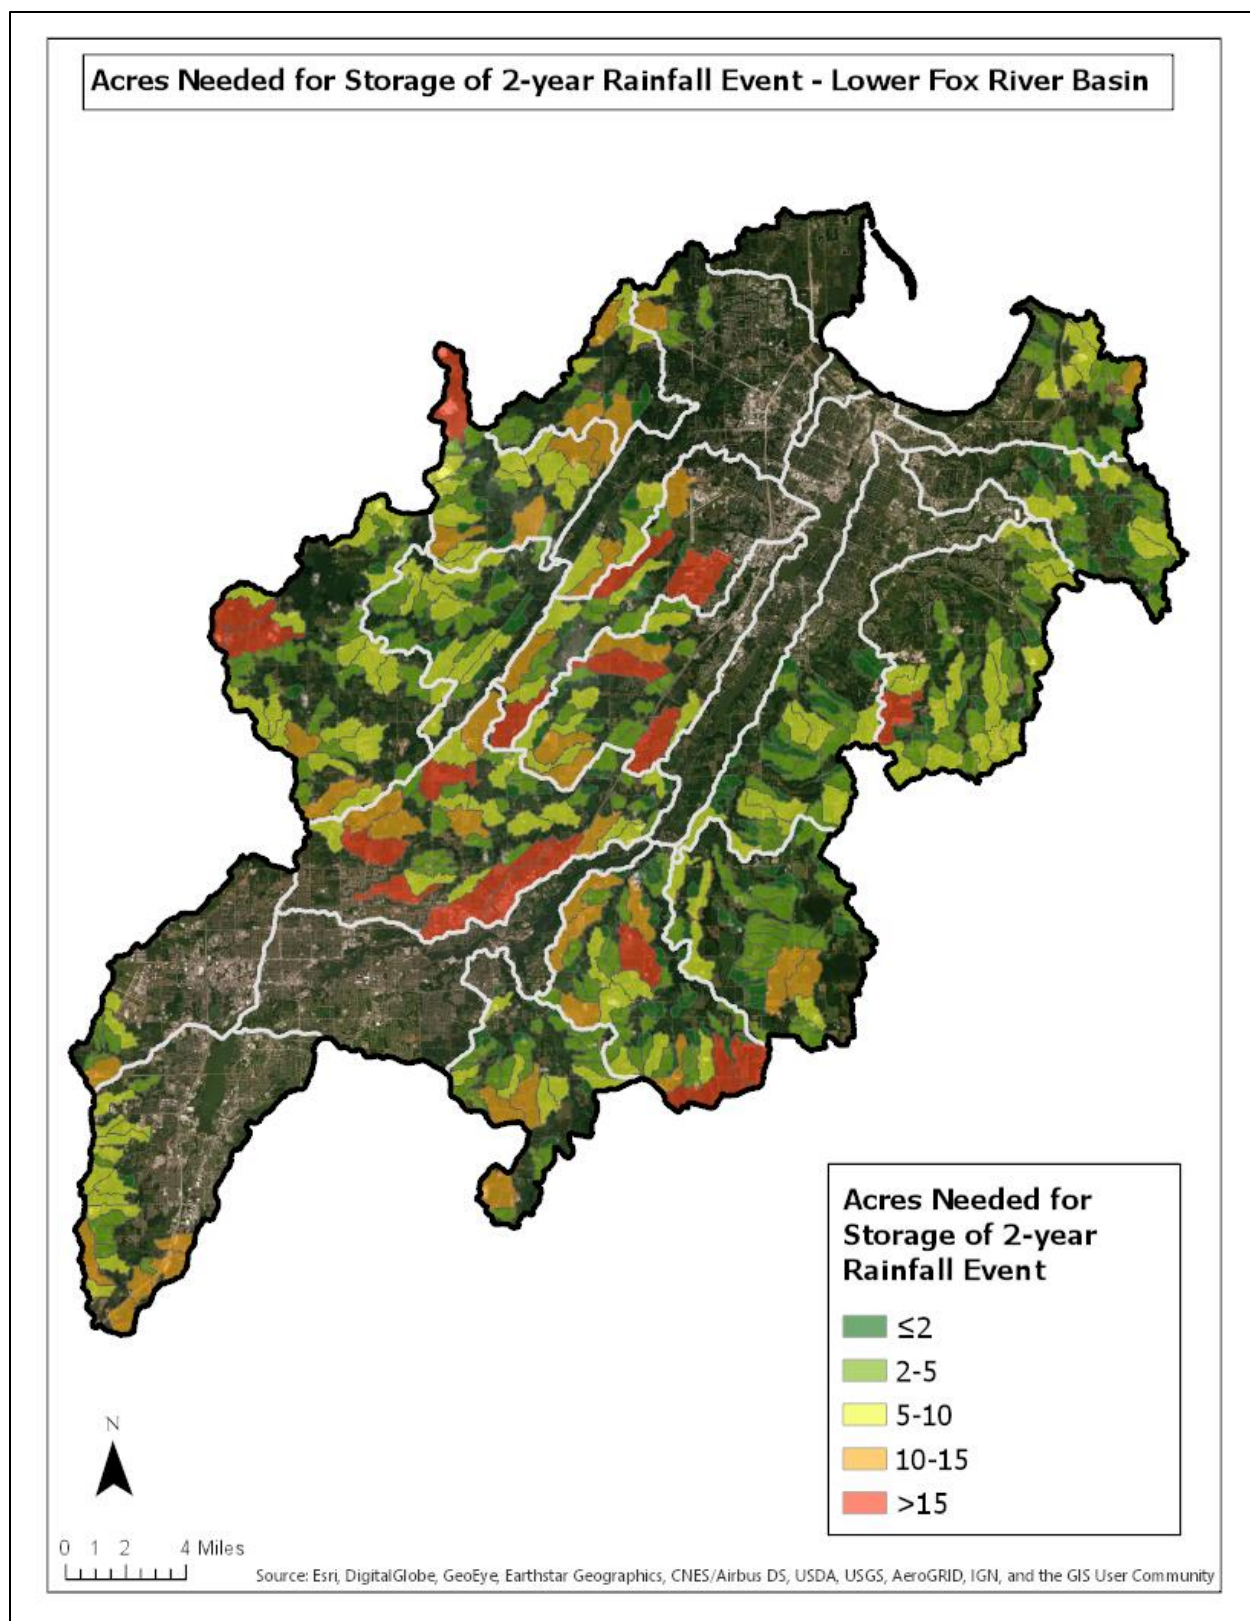 Acres Needed for Storage of 2-year Rainfall Event - Lower Fox River Basin
Acres Needed for
Storage of 2-year
Rainfall Event
≤2
2-5
5-10
10-15
>15
N
0 1 2 4 Miles
Source: Esri, DigitalGlobe, GeoEye, Earthstar Geographics, CNES/Airbus DS, USDA, USGS, AeroGRID, IGN, and the GIS User Community